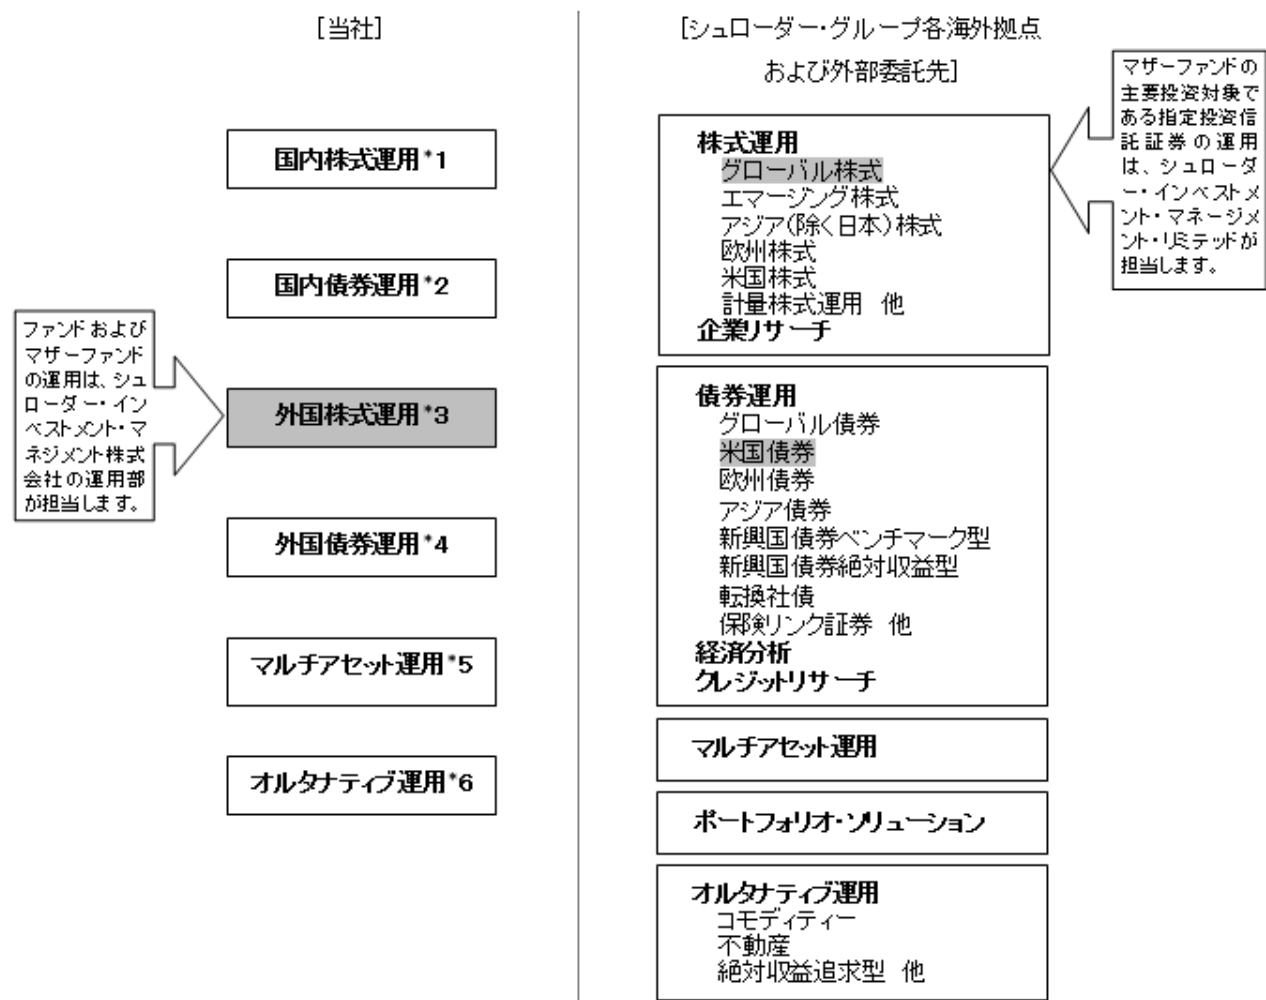 [当社]
国内株式運用*1
国内債券運用*2
ファンドおよび
マザーファンド
の運用は、シュ
ローダー・イン
ベストメント・マ
ネジメント株式
会社の運用部
が担当します。
外国株式運用*3
外国債券運用*4
マルチアセット運用*5
オルタナティブ運用*6
[シュローダー・グループ各海外拠点
および外部委託先]
マザーファンドの
主要投資対象で
ある指定投資信
託証券の運用
は、シュローダ
ー・インベストメ
ント・マネージメ
ント・リミテッドが
担当します。
株式運用
グローバル株式
エマージング株式
アジア(除く日本)株式
欧州株式
米国株式
計量株式運用 他
企業リサーチ
債券運用
グローバル債券
米国債券
欧州債券
アジア債券
新興国債券ベンチマーク型
新興国債券絶対収益型
転換社債
保険リンク証券 他
経済分析
クレジットリサーチ
マルチアセット運用
ポートフォリオ・ソリューション
オルタナティブ運用
コモディティー
不動産
絶対収益追求型 他